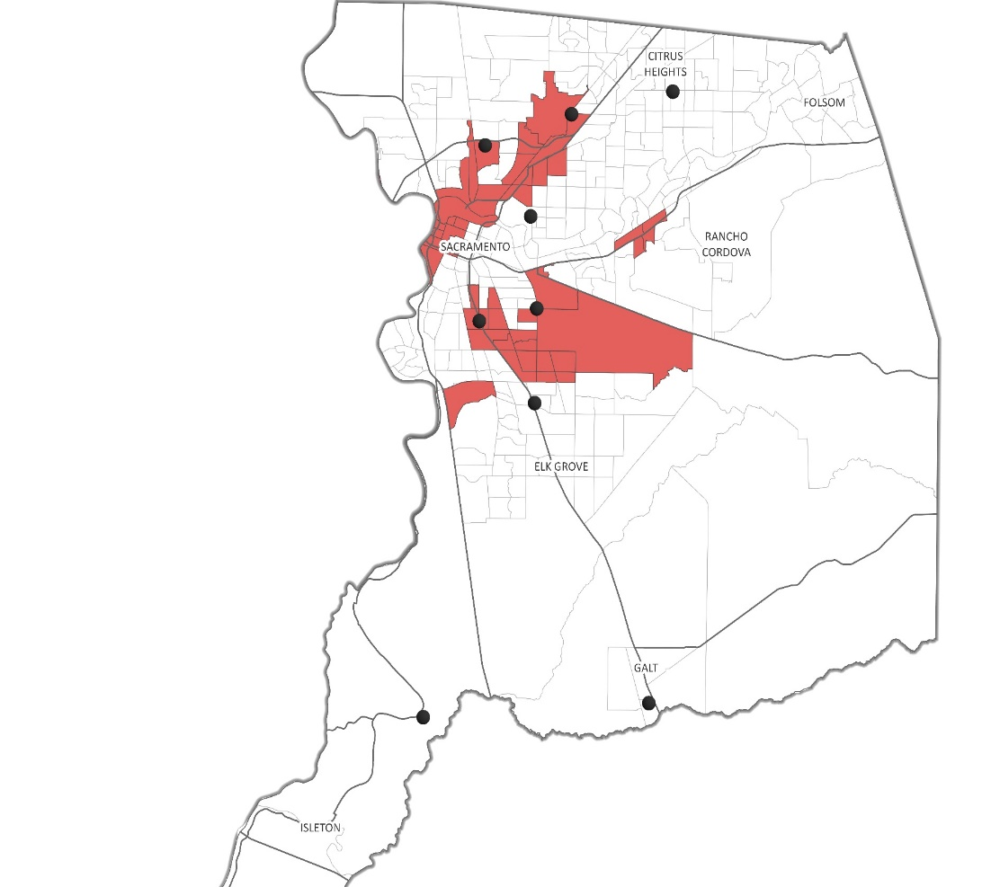 CITRUS
HEIGHTS
FOLSOM
RANCHO
CORDOVA
SACRAMENTO
ELK GROVE
GALT
ISLETON